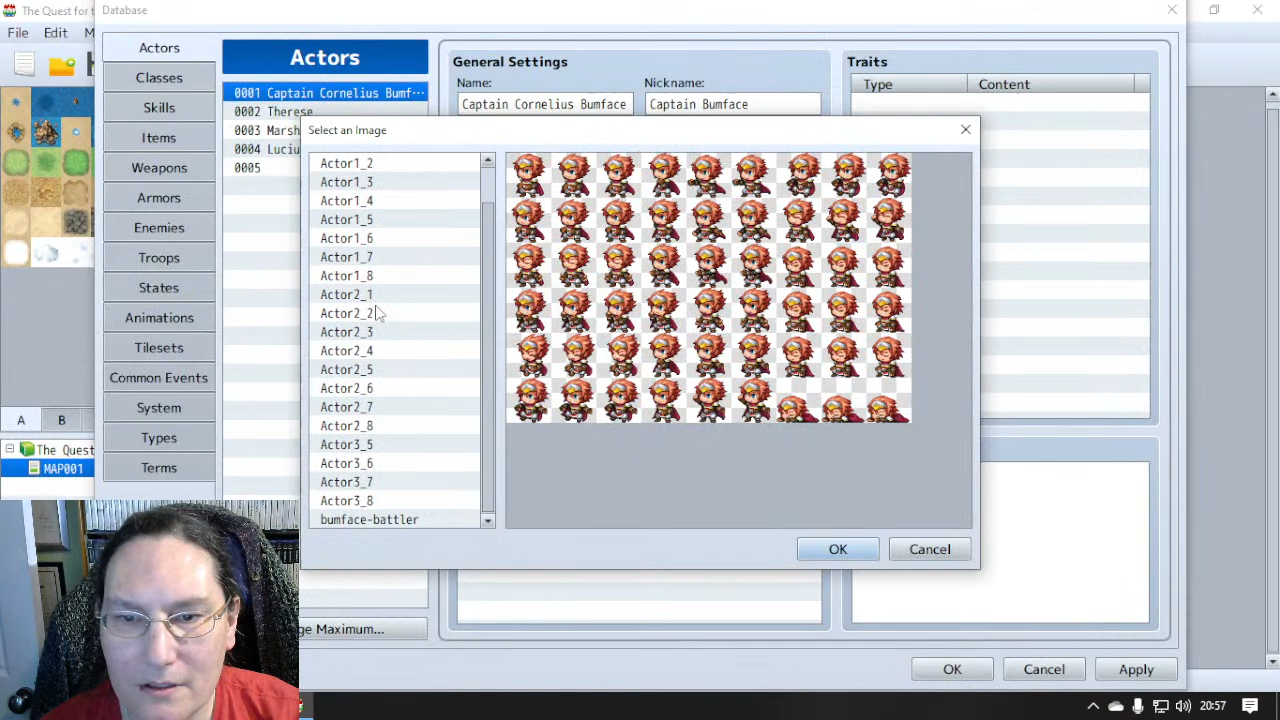 The Quest for t
Database
File Edit M
Actors
Classes
Skills
Items
Weapons
Armors
Enemies
Troops
States
Animations
Tilesets
Common Events
System
Types
Terms
Actors
0001 Captain Cornelius Bumf…
0002 Therese
0003 Marsh
0004 Luciu
0005
ge Maximum...
General Settings
Name: Nickname:
Captain Cornelius Bumface Captain Bumface
Traits
Type Content
Select an Image
Actor1_2
Actor1_3
Actor1_4
Actor1_5
Actor1_6
Actor1_7
Actor1_8
Actor2_1
Actor2_2
Actor2_3
Actor2_4
Actor2_5
Actor2_6
Actor2_7
Actor2_8
Actor3_5
Actor3_6
Actor3_7
Actor3_8
bumface-battler
OK Cancel
A B
The Quest
MAP001
OK Cancel Apply
20:57